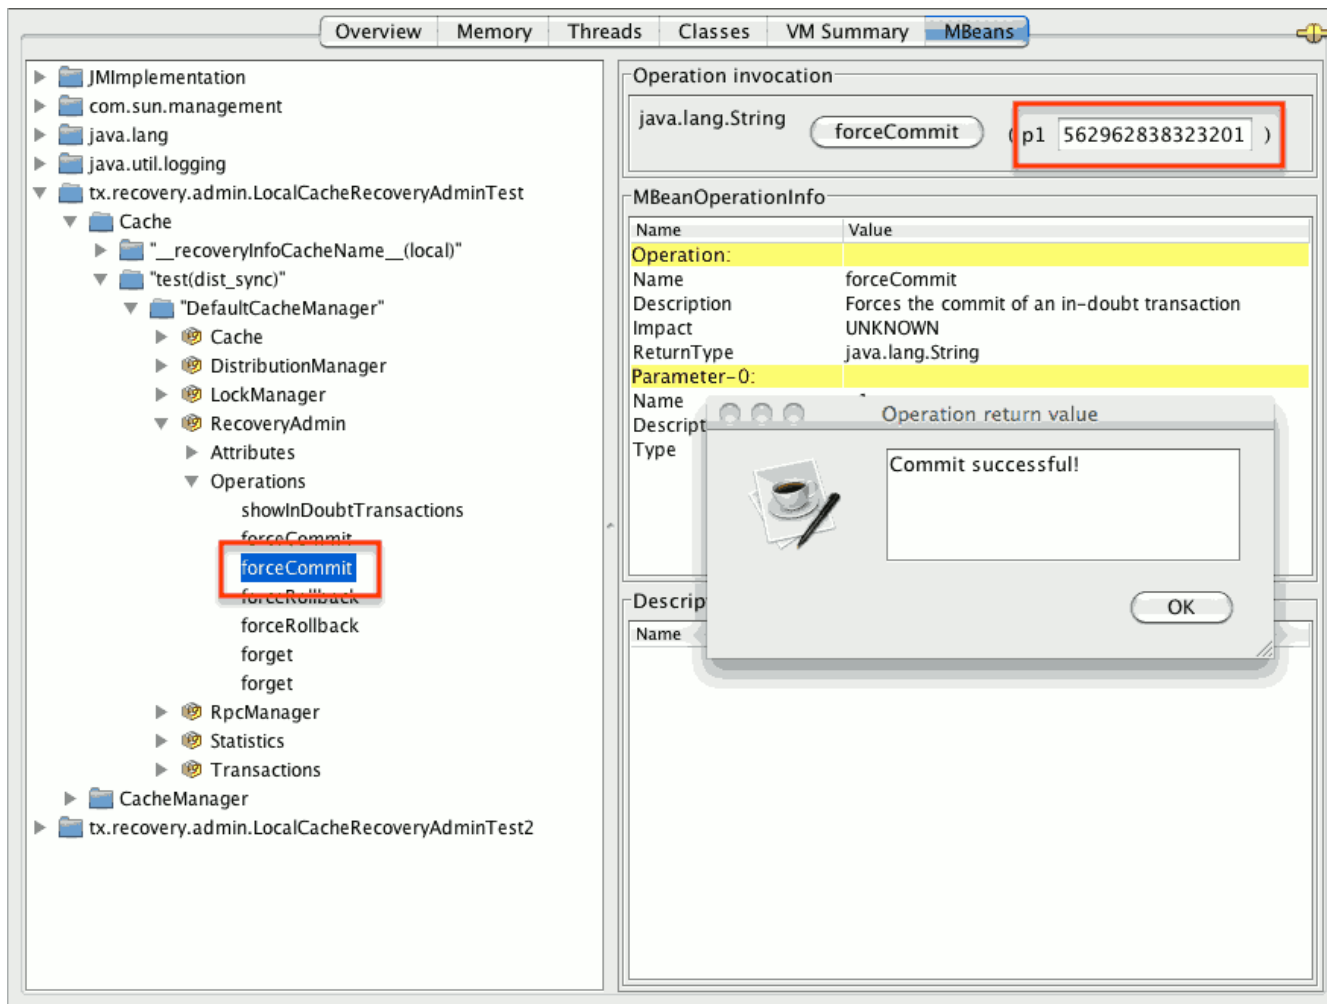 Overview Memory Threads Classes VM Summary MBeans
JMImplementation
com.sun.management
java.lang
java.util.logging
tx.recovery.admin.LocalCacheRecoveryAdminTest
Cache
"__recoveryInfoCacheName__(local)"
"test(dist_sync)"
"DefaultCacheManager"
Cache
DistributionManager
LockManager
RecoveryAdmin
Attributes
Operations
showInDoubtTransactions
forceCommit
forceCommit
forceRollback
forceRollback
forget
forget
RpcManager
Statistics
Transactions
CacheManager
tx.recovery.admin.LocalCacheRecoveryAdminTest2
Operation invocation
java.lang.String forceCommit ( p1 562962838323201 )
MBeanOperationInfo
Name Value
Operation:
Name forceCommit
Description Forces the commit of an in-doubt transaction
Impact UNKNOWN
ReturnType java.lang.String
Parameter-0:
Name
Descript
Type
Operation return value
Commit successful!
OK
Descrip
Name